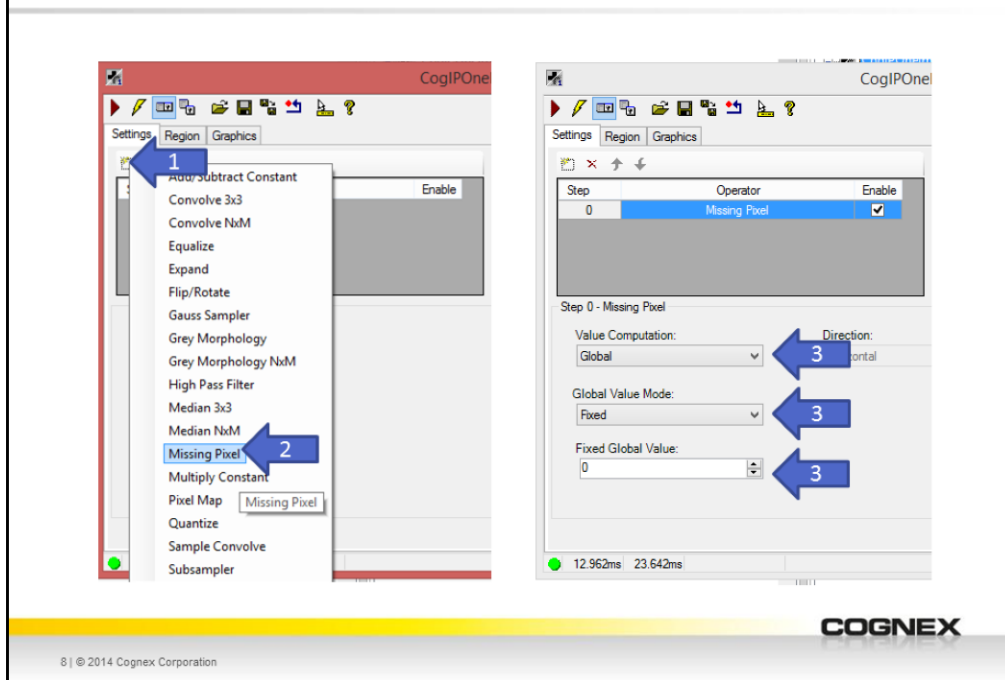 CogIPOne
Settings Region Graphics
1
Add/Subtract Constant
Enable
Convolve 3x3
Convolve NxM
Equalize
Expand
Flip/Rotate
Gauss Sampler
Grey Morphology
Grey Morphology NxM
High Pass Filter
Median 3x3
Median NxM
Missing Pixel
2
Multiply Constant
Pixel Map
Missing Pixel
Quantize
Sample Convolve
Subsampler
CogIPOne
Settings Region Graphics
Step Operator Enable
0 Missing Pixel
Step 0 - Missing Pixel
Value Computation: Direction:
Global
3
Global Value Mode:
Fixed
3
Fixed Global Value:
0
3
12.962ms 23.642ms
COGNEX
8| © 2014 Cognex Corporation